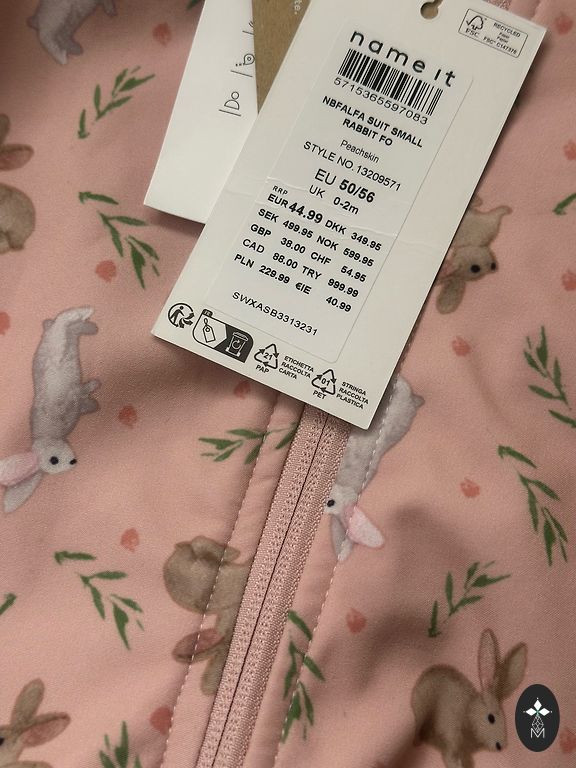 RECYCLED
FSC
FSC® C147378
name it
5715365597083
NBFALFA SUIT SMALL
RABBIT FO
Peachskin
STYLE NO. 13209571
EU 50/56
UK 0-2m
RRP
EUR 44.99 DKK 349.95
SEK 499.95 NOK 599.95
GBP 38.00 CHF 54.95
CAD 88.00 TRY 999.99
PLN 229.99 €IE 40.99
SWXASB3313231
21
PAP
ETICHETTA
RACCOLTA
CARTA
01
PET
STRINGA
RACCOLTA
PLASTICA
M